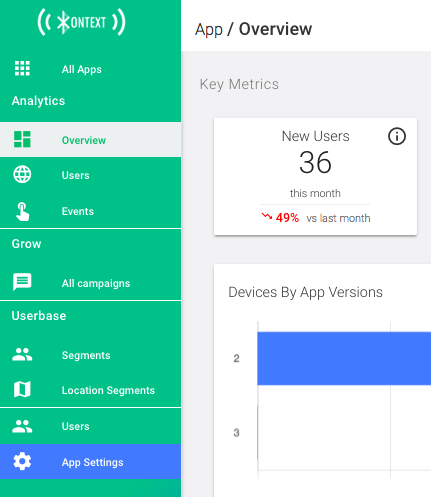 KONTEXT
All Apps
Analytics
Overview
Users
Events
Grow
All campaigns
Userbase
Segments
Location Segments
Users
App Settings
App / Overview
Key Metrics
New Users
36
this month
49% vs last month
Devices By App Versions
2
3